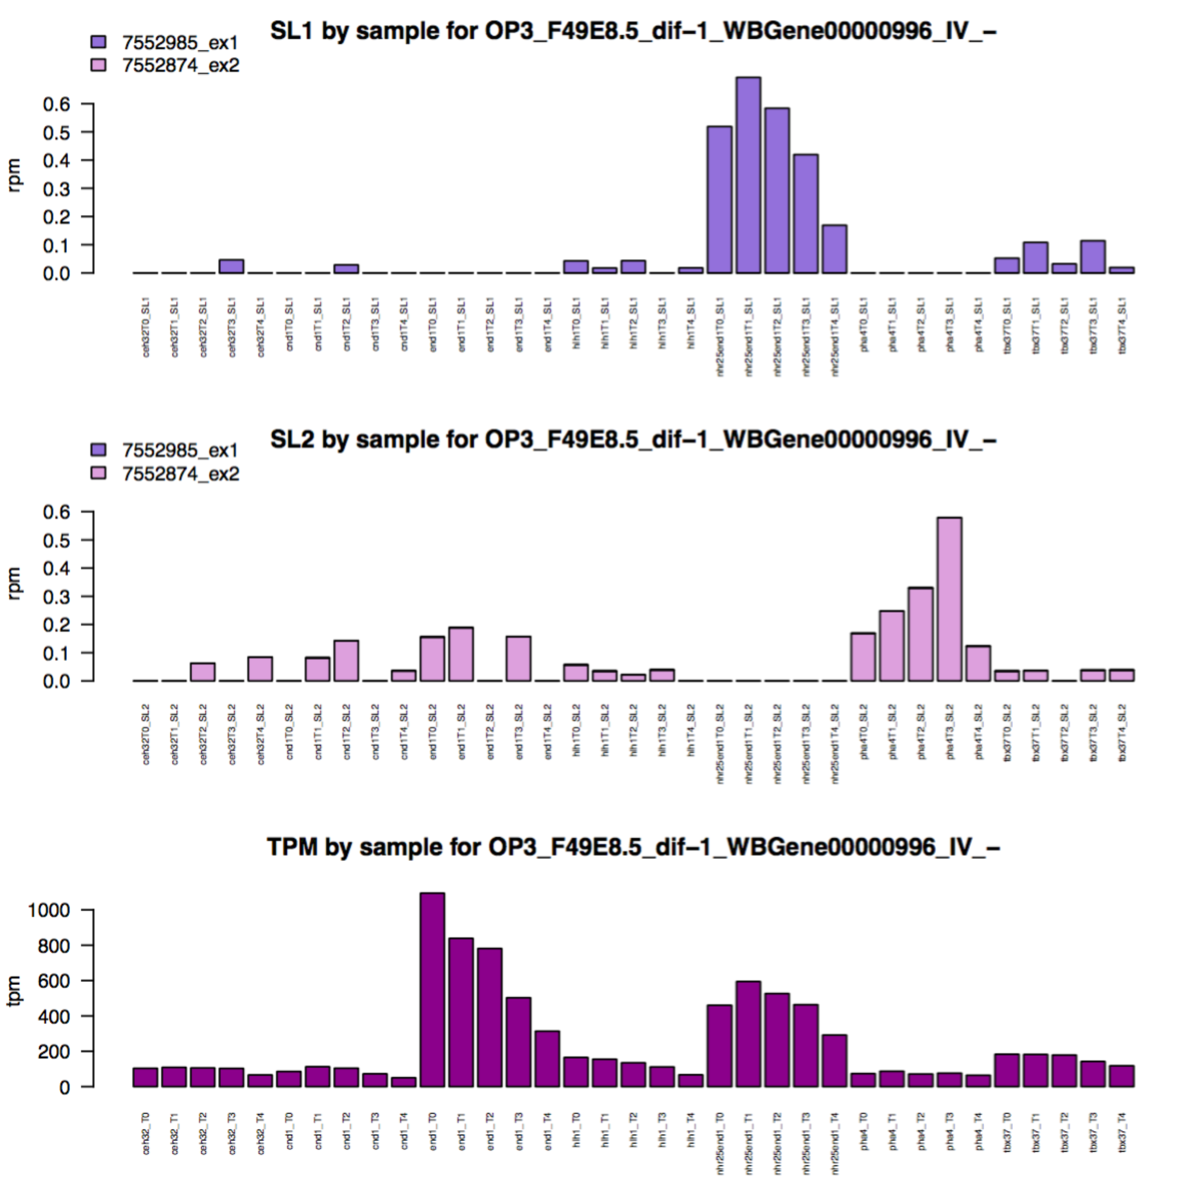 SL1 by sample for OP3_F49E8.5_dif−1_WBGene00000996_IV_−
7552985_ex1
7552874_ex2
rpm
0.6
0.5
0.4
0.3
0.2
0.1
0.0
ceh32T0_SL1
ceh32T1_SL1
ceh32T2_SL1
ceh32T3_SL1
ceh32T4_SL1
cnd1T0_SL1
cnd1T1_SL1
cnd1T2_SL1
cnd1T3_SL1
cnd1T4_SL1
end1T0_SL1
end1T1_SL1
end1T2_SL1
end1T3_SL1
end1T4_SL1
hlh1T0_SL1
hlh1T1_SL1
hlh1T2_SL1
hlh1T3_SL1
hlh1T4_SL1
nhr25end1T0_SL1
nhr25end1T1_SL1
nhr25end1T2_SL1
nhr25end1T3_SL1
nhr25end1T4_SL1
pha4T0_SL1
pha4T1_SL1
pha4T2_SL1
pha4T3_SL1
pha4T4_SL1
tbx37T0_SL1
tbx37T1_SL1
tbx37T2_SL1
tbx37T3_SL1
tbx37T4_SL1
SL2 by sample for OP3_F49E8.5_dif−1_WBGene00000996_IV_−
7552985_ex1
7552874_ex2
rpm
0.6
0.5
0.4
0.3
0.2
0.1
0.0
ceh32T0_SL2
ceh32T1_SL2
ceh32T2_SL2
ceh32T3_SL2
ceh32T4_SL2
cnd1T0_SL2
cnd1T1_SL2
cnd1T2_SL2
cnd1T3_SL2
cnd1T4_SL2
end1T0_SL2
end1T1_SL2
end1T2_SL2
end1T3_SL2
end1T4_SL2
hlh1T0_SL2
hlh1T1_SL2
hlh1T2_SL2
hlh1T3_SL2
hlh1T4_SL2
nhr25end1T0_SL2
nhr25end1T1_SL2
nhr25end1T2_SL2
nhr25end1T3_SL2
nhr25end1T4_SL2
pha4T0_SL2
pha4T1_SL2
pha4T2_SL2
pha4T3_SL2
pha4T4_SL2
tbx37T0_SL2
tbx37T1_SL2
tbx37T2_SL2
tbx37T3_SL2
tbx37T4_SL2
TPM by sample for OP3_F49E8.5_dif−1_WBGene00000996_IV_−
tpm
1000
800
600
400
200
0
ceh32_T0
ceh32_T1
ceh32_T2
ceh32_T3
ceh32_T4
cnd1_T0
cnd1_T1
cnd1_T2
cnd1_T3
cnd1_T4
end1_T0
end1_T1
end1_T2
end1_T3
end1_T4
hlh1_T0
hlh1_T1
hlh1_T2
hlh1_T3
hlh1_T4
nhr25end1_T0
nhr25end1_T1
nhr25end1_T2
nhr25end1_T3
nhr25end1_T4
pha4_T0
pha4_T1
pha4_T2
pha4_T3
pha4_T4
tbx37_T0
tbx37_T1
tbx37_T2
tbx37_T3
tbx37_T4